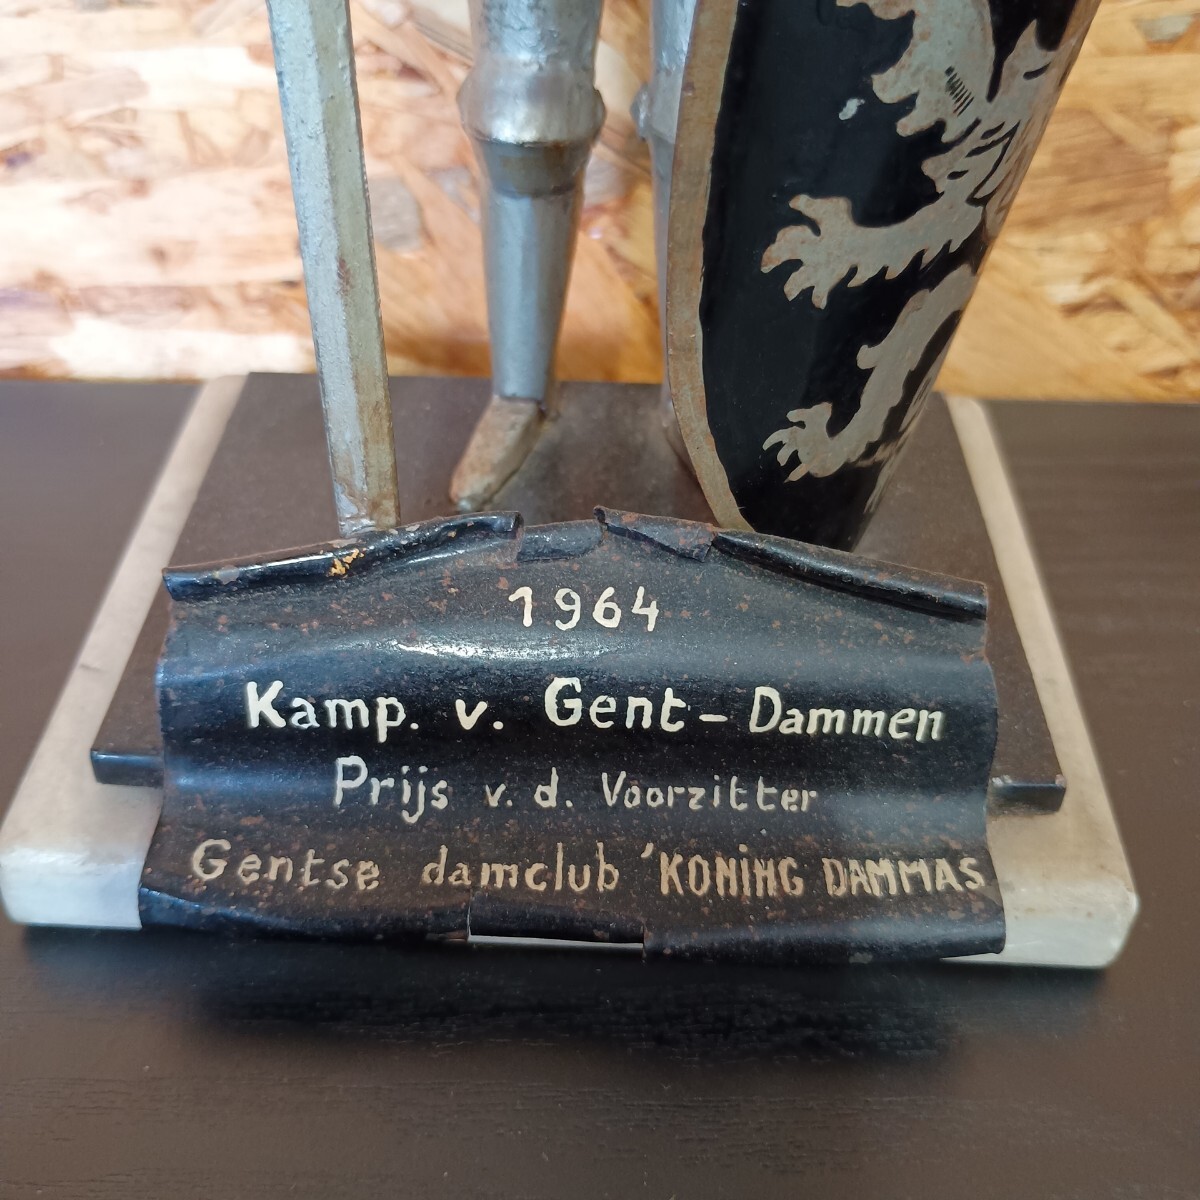 1964
Kamp. v. Gent - Dammen
Prijs v. d. Voorzitter
Gentse damclub 'KONING DAMMAS